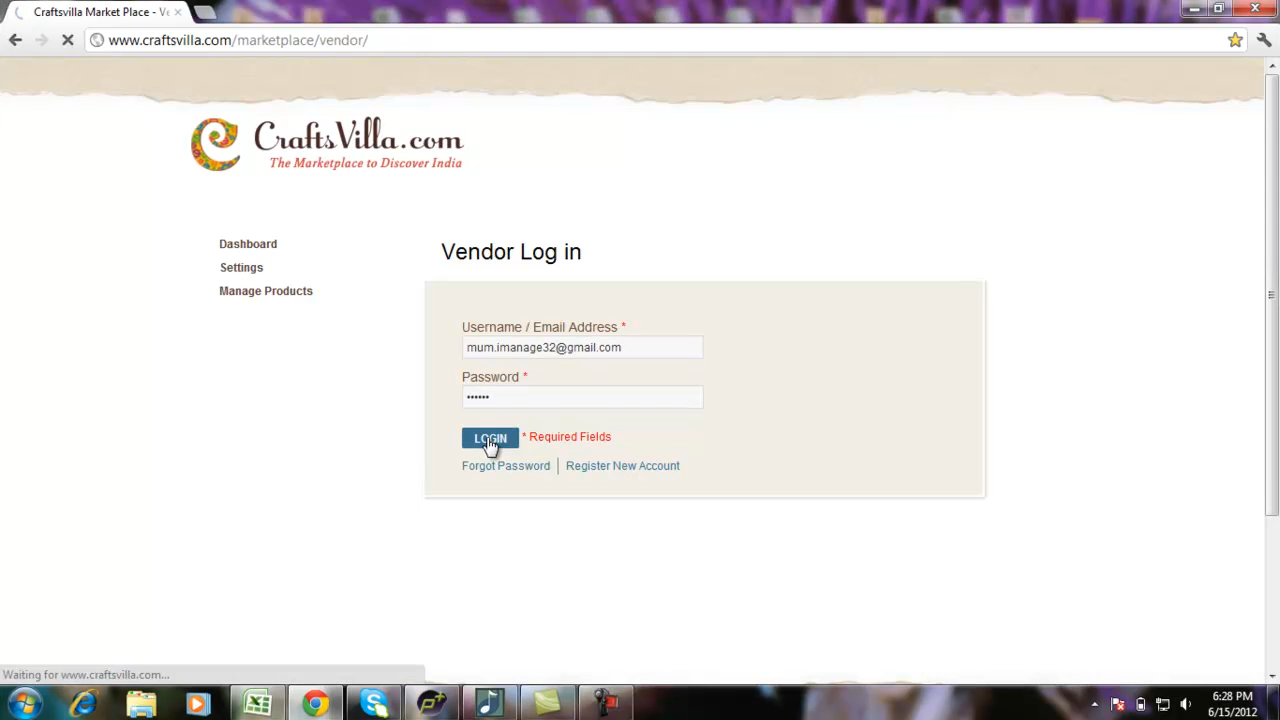 Craftsvilla Market Place - Ve
www.craftsvilla.com/marketplace/vendor/
CraftsVilla.com
The Marketplace to Discover India
Dashboard
Settings
Manage Products
Vendor Log in
Username / Email Address *
mum.imanage32@gmail.com
Password *
••••••
LOGIN * Required Fields
Forgot Password Register New Account
Waiting for www.craftsvilla.com...
6:28 PM
6/15/2012